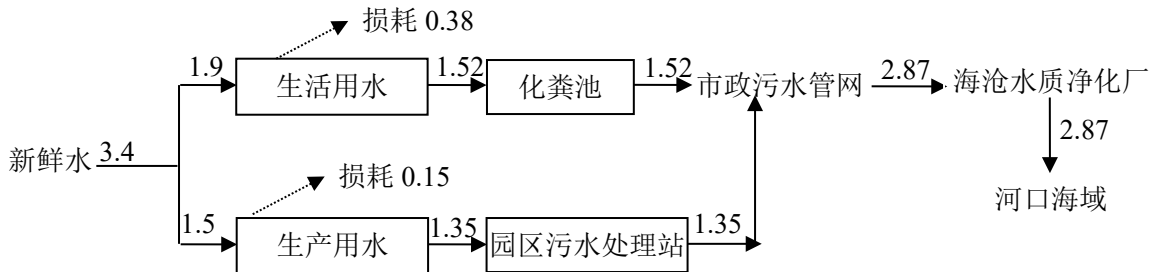 损耗 0.38
1.9
生活用水
1.52
化粪池
1.52
市政污水管网
2.87
海沧水质净化厂
2.87
河口海域
新鲜水
3.4
损耗 0.15
1.5
生产用水
1.35
园区污水处理站
1.35